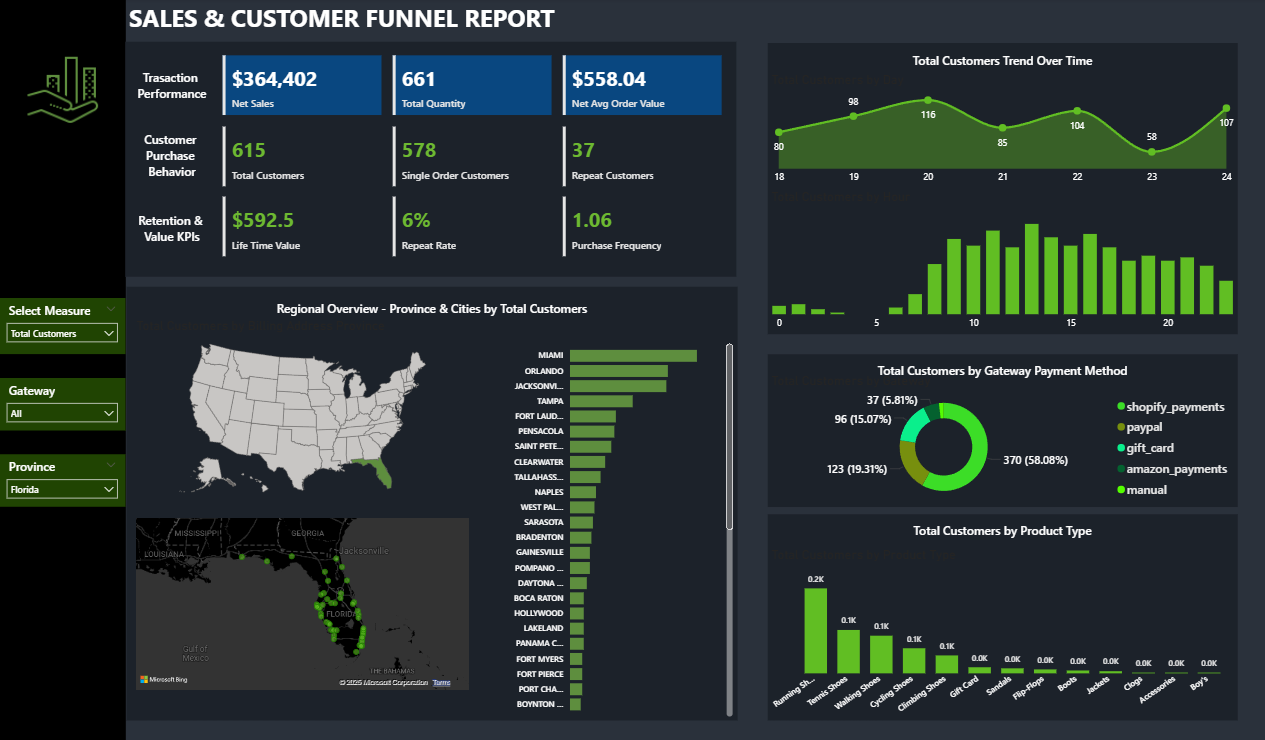 SALES & CUSTOMER FUNNEL REPORT
Trasaction
Performance
$364,402
Net Sales
661
Total Quantity
$558.04
Net Avg Order Value
Customer
Purchase
Behavior
615
Total Customers
578
Single Order Customers
37
Repeat Customers
Retention &
Value KPIs
$592.5
Life Time Value
6%
Repeat Rate
1.06
Purchase Frequency
Select Measure
Total Customers
Gateway
All
Province
Florida
Regional Overview - Province & Cities by Total Customers
MIAMI
ORLANDO
JACKSONVI...
TAMPA
FORT LAUD...
PENSACOLA
SAINT PETE...
CLEARWATER
TALLAHASS...
NAPLES
WEST PAL...
SARASOTA
BRADENTON
GAINESVILLE
POMPANO ...
DAYTONA ...
BOCA RATON
HOLLYWOOD
LAKELAND
PANAMA C...
FORT MYERS
FORT PIERCE
PORT CHA...
BOYNTON ...
MISSISSIPPI
GEORGIA
LOUISIANA
Jacksonville
FLORIDA
Gulf of
Mexico
THE BAHAMAS
Microsoft Bing
© 2025 Microsoft Corporation Terms
Total Customers Trend Over Time
80
98
116
85
104
58
107
18
19
20
21
22
23
24
0
5
10
15
20
Total Customers by Gateway Payment Method
37 (5.81%)
96 (15.07%)
123 (19.31%)
370 (58.08%)
shopify_payments
paypal
gift_card
amazon_payments
manual
Total Customers by Product Type
0.2K
0.1K
0.1K
0.1K
0.1K
0.0K
0.0K
0.0K
0.0K
0.0K
0.0K
0.0K
0.0K
Running Sh...
Tennis Shoes
Walking Shoes
Cycling Shoes
Climbing Shoes
Gift Card
Sandals
Flip-Flops
Boots
Jackets
Clogs
Accessories
Boy's